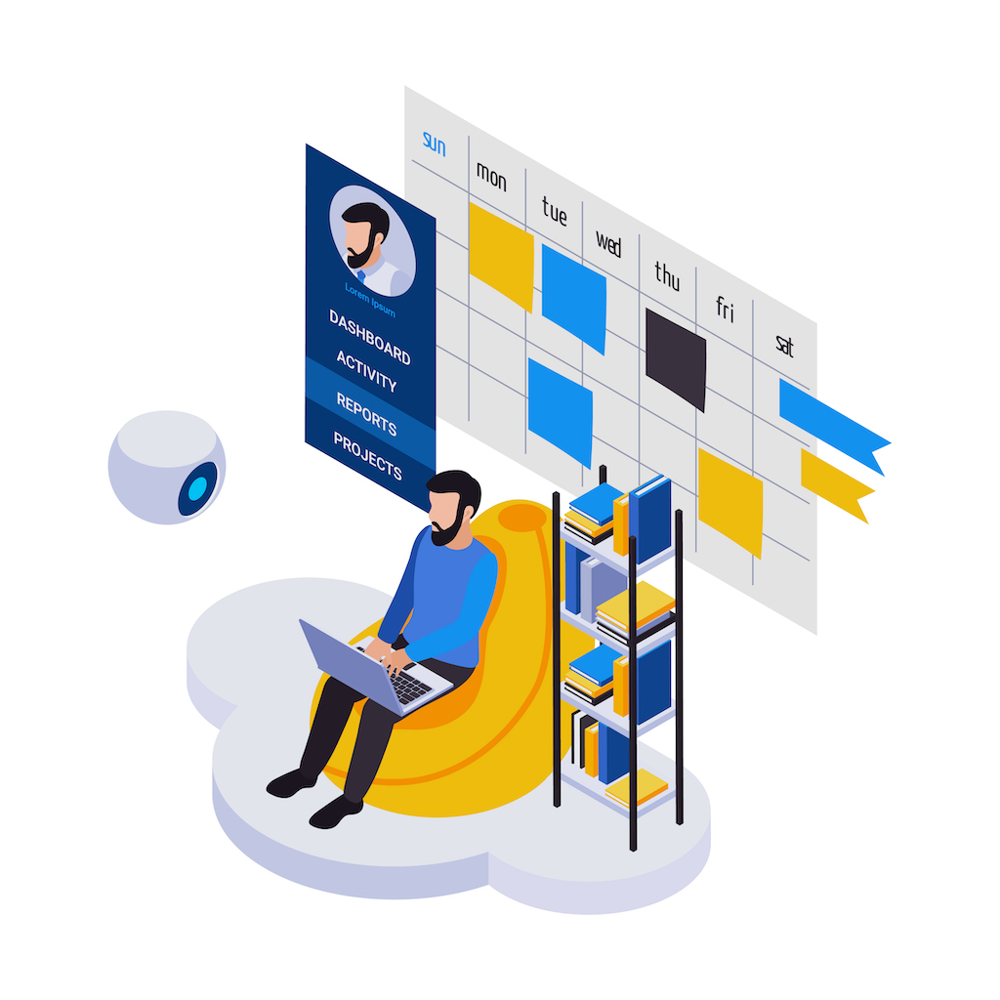 sun mon tue wed thu fri sat
Lorem Ipsum
DASHBOARD
ACTIVITY
REPORTS
PROJECTS